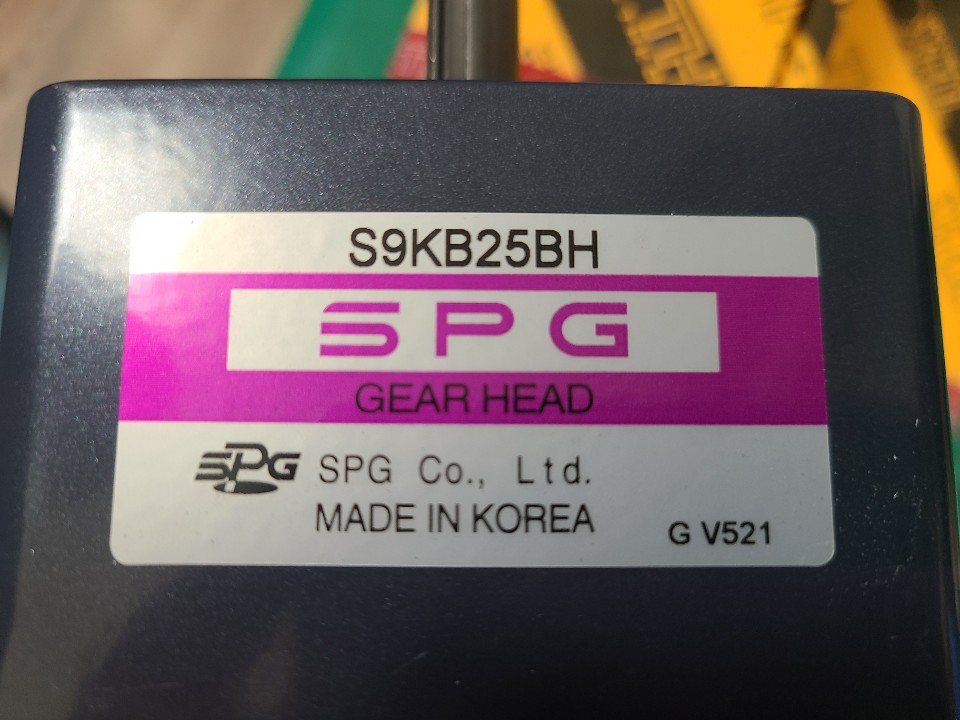 S9KB25BH
SPG
GEAR HEAD
SPG SPG Co., Ltd.
MADE IN KOREA
G V521